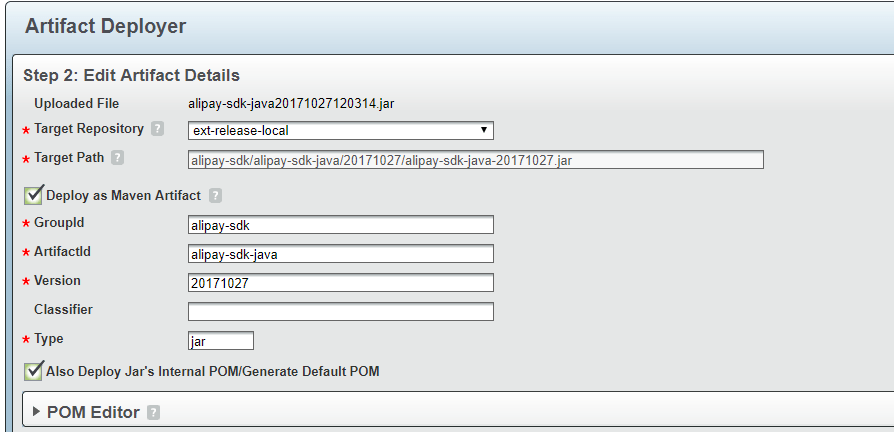 Artifact Deployer
Step 2: Edit Artifact Details
Uploaded File alipay-sdk-java20171027120314.jar
* Target Repository ? ext-release-local
* Target Path ? alipay-sdk/alipay-sdk-java/20171027/alipay-sdk-java-20171027.jar
Deploy as Maven Artifact ?
* GroupId alipay-sdk
* ArtifactId alipay-sdk-java
* Version 20171027
Classifier
* Type jar
Also Deploy Jar's Internal POM/Generate Default POM
POM Editor ?